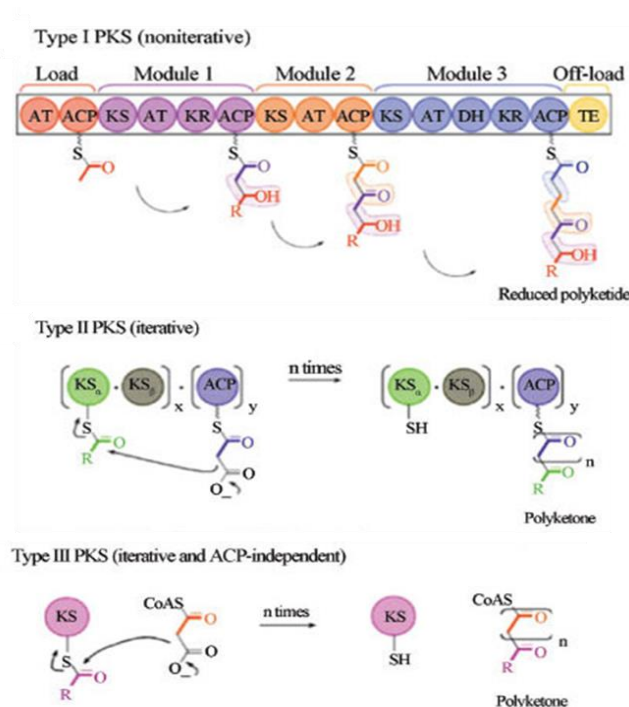 Type I PKS (noniterative)
Load Module 1 Module 2 Module 3 Off-load
AT ACP KS AT KR ACP KS AT ACP KS AT DH KR ACP TE
S S S S
O O O O
OH O
R OH O
R OH
R
Reduced polyketide
Type II PKS (iterative)
n times
KSα · KSβ x · ACP y KSα · KSβ x · ACP y
S S SH S
O O O
R O n
O− R O
Polyketone
Type III PKS (iterative and ACP-independent)
KS CoAS O n times KS CoAS O
S O SH n
R O O− R O
Polyketone